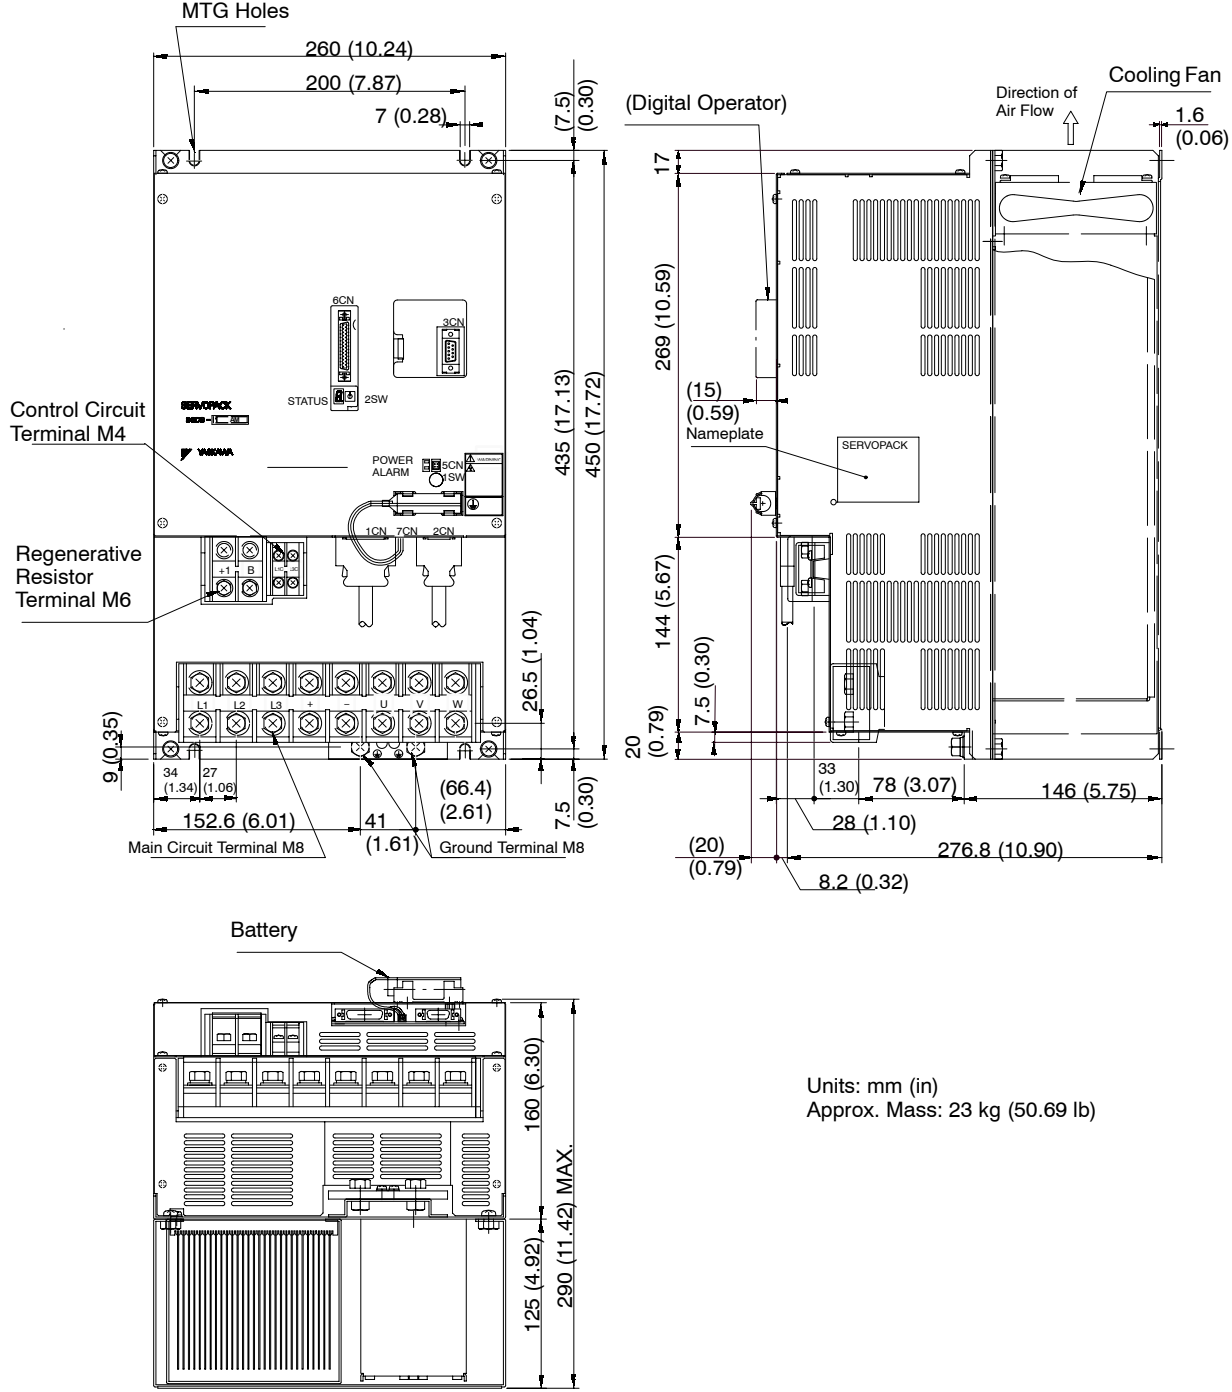 MTG Holes
260 (10.24)
200 (7.87)
7 (0.28)
(7.5)
(0.30)
(Digital Operator)
Direction of
Air Flow
Cooling Fan
1.6
(0.06)
17
6CN
3CN
269 (10.59)
435 (17.13)
450 (17.72)
STATUS
2SW
(15)
(0.59)
Nameplate
SERVOPACK
Control Circuit
Terminal M4
SERVOPACK
YASKAWA
POWER
ALARM
5CN
1SW
1CN
7CN
2CN
Regenerative
Resistor
Terminal M6
+1
B
144 (5.67)
26.5 (1.04)
7.5 (0.30)
L1
L2
L3
+
−
U
V
W
9 (0.35)
20
(0.79)
34
(1.34)
27
(1.06)
(66.4)
(2.61)
7.5
(0.30)
33
(1.30)
78 (3.07)
146 (5.75)
152.6 (6.01)
41
(1.61)
28 (1.10)
Main Circuit Terminal M8
Ground Terminal M8
(20)
(0.79)
276.8 (10.90)
8.2 (0.32)
Battery
160 (6.30)
290 (11.42) MAX.
125 (4.92)
Units: mm (in)
Approx. Mass: 23 kg (50.69 lb)